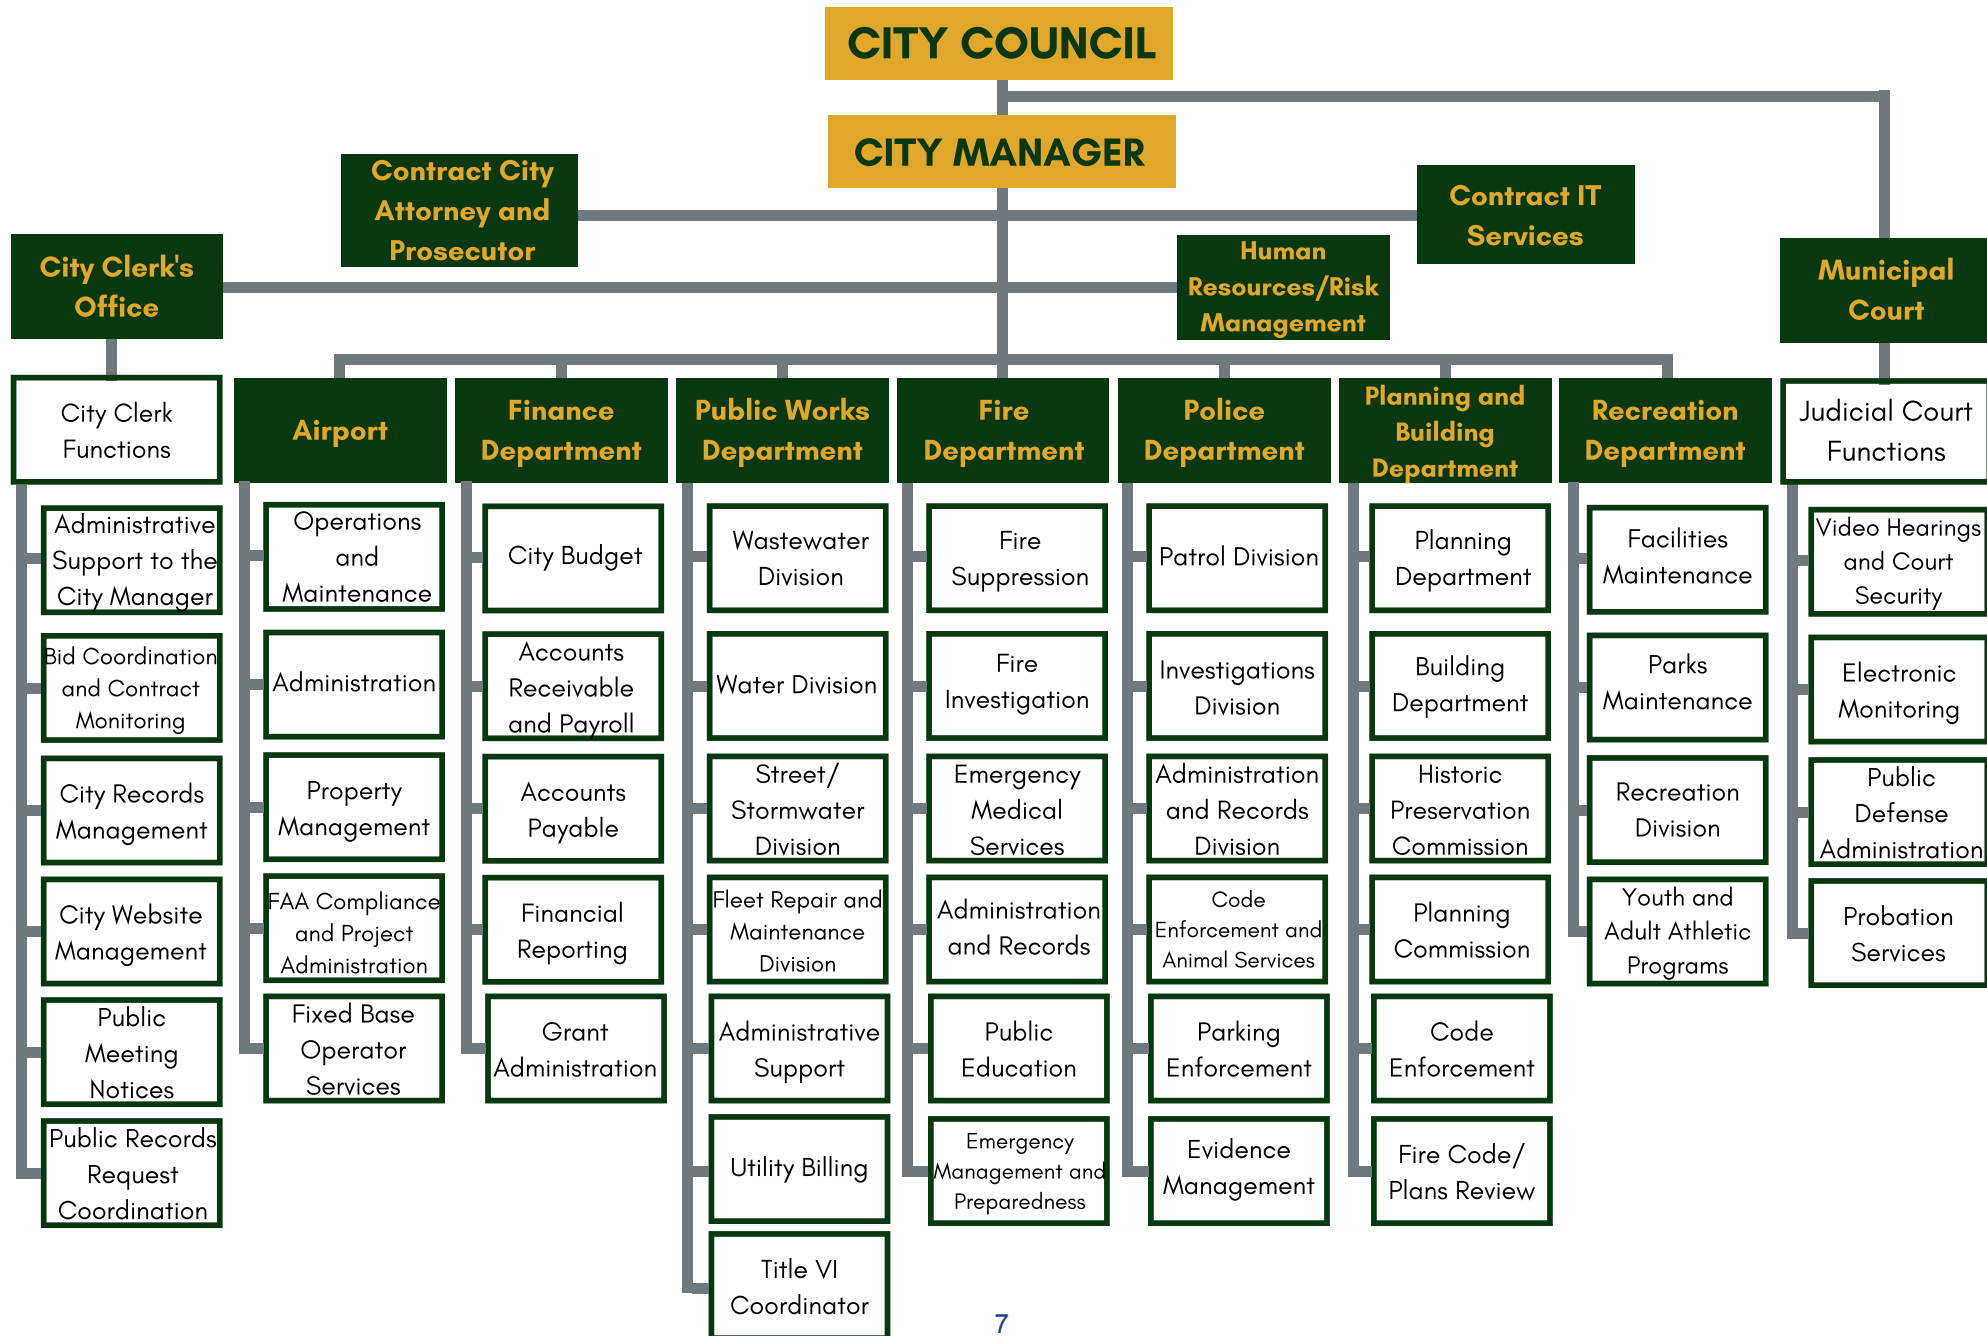 CITY COUNCIL
CITY MANAGER
Contract City
Attorney and
Prosecutor
Contract IT
Services
City Clerk's
Office
Human
Resources/Risk
Management
Municipal
Court
City Clerk
Functions
Administrative
Support to the
City Manager
Bid Coordination
and Contract
Monitoring
City Records
Management
City Website
Management
Public
Meeting
Notices
Public Records
Request
Coordination
Airport
Operations
and
Maintenance
Administration
Property
Management
FAA Compliance
and Project
Administration
Fixed Base
Operator
Services
Finance
Department
City Budget
Accounts
Receivable
and Payroll
Accounts
Payable
Financial
Reporting
Grant
Administration
Public Works
Department
Wastewater
Division
Water Division
Street/
Stormwater
Division
Fleet Repair and
Maintenance
Division
Administrative
Support
Utility Billing
Title VI
Coordinator
Fire
Department
Fire
Suppression
Fire
Investigation
Emergency
Medical
Services
Administration
and Records
Public
Education
Emergency
Management and
Preparedness
Police
Department
Patrol Division
Investigations
Division
Administration
and Records
Division
Code
Enforcement and
Animal Services
Parking
Enforcement
Evidence
Management
Planning and
Building
Department
Planning
Department
Building
Department
Historic
Preservation
Commission
Planning
Commission
Code
Enforcement
Fire Code/
Plans Review
Recreation
Department
Facilities
Maintenance
Parks
Maintenance
Recreation
Division
Youth and
Adult Athletic
Programs
Judicial Court
Functions
Video Hearings
and Court
Security
Electronic
Monitoring
Public
Defense
Administration
Probation
Services
7